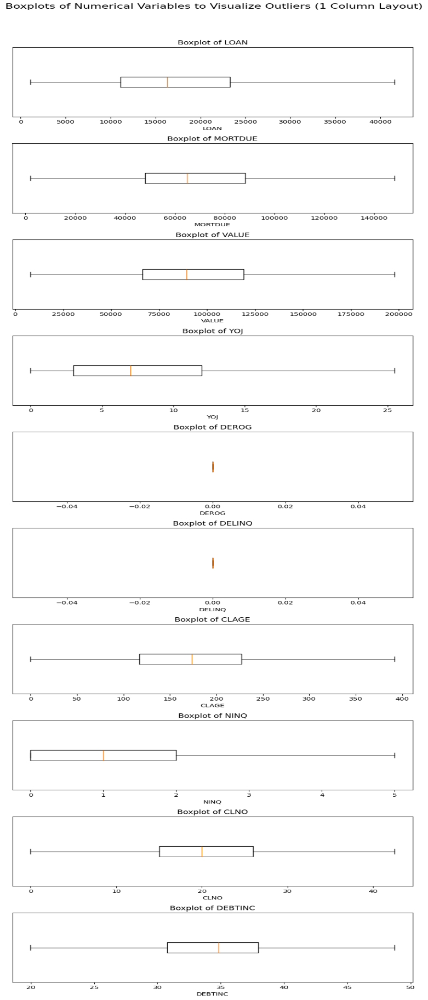 Boxplots of Numerical Variables to Visualize Outliers (1 Column Layout)
Boxplot of LOAN
0 5000 10000 15000 20000 25000 30000 35000 40000
LOAN
Boxplot of MORTDUE
0 20000 40000 60000 80000 100000 120000 140000
MORTDUE
Boxplot of VALUE
0 25000 50000 75000 100000 125000 150000 175000 200000
VALUE
Boxplot of YOJ
0 5 10 15 20 25
YOJ
Boxplot of DEROG
−0.04 −0.02 0.00 0.02 0.04
DEROG
Boxplot of DELINQ
−0.04 −0.02 0.00 0.02 0.04
DELINQ
Boxplot of CLAGE
0 50 100 150 200 250 300 350 400
CLAGE
Boxplot of NINQ
0 1 2 3 4 5
NINQ
Boxplot of CLNO
0 10 20 30 40
CLNO
Boxplot of DEBTINC
20 25 30 35 40 45 50
DEBTINC